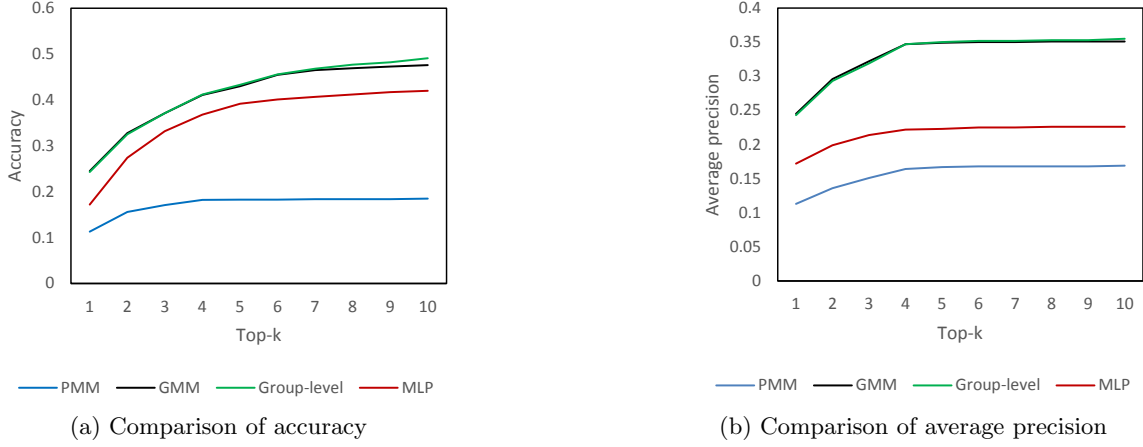 0.6
0.5
0.4
0.3
0.2
0.1
0
Accuracy
1 2 3 4 5 6 7 8 9 10
Top-k
PMM GMM Group-level MLP
(a) Comparison of accuracy
0.4
0.35
0.3
0.25
0.2
0.15
0.1
0.05
0
Average precision
1 2 3 4 5 6 7 8 9 10
Top-k
PMM GMM Group-level MLP
(b) Comparison of average precision